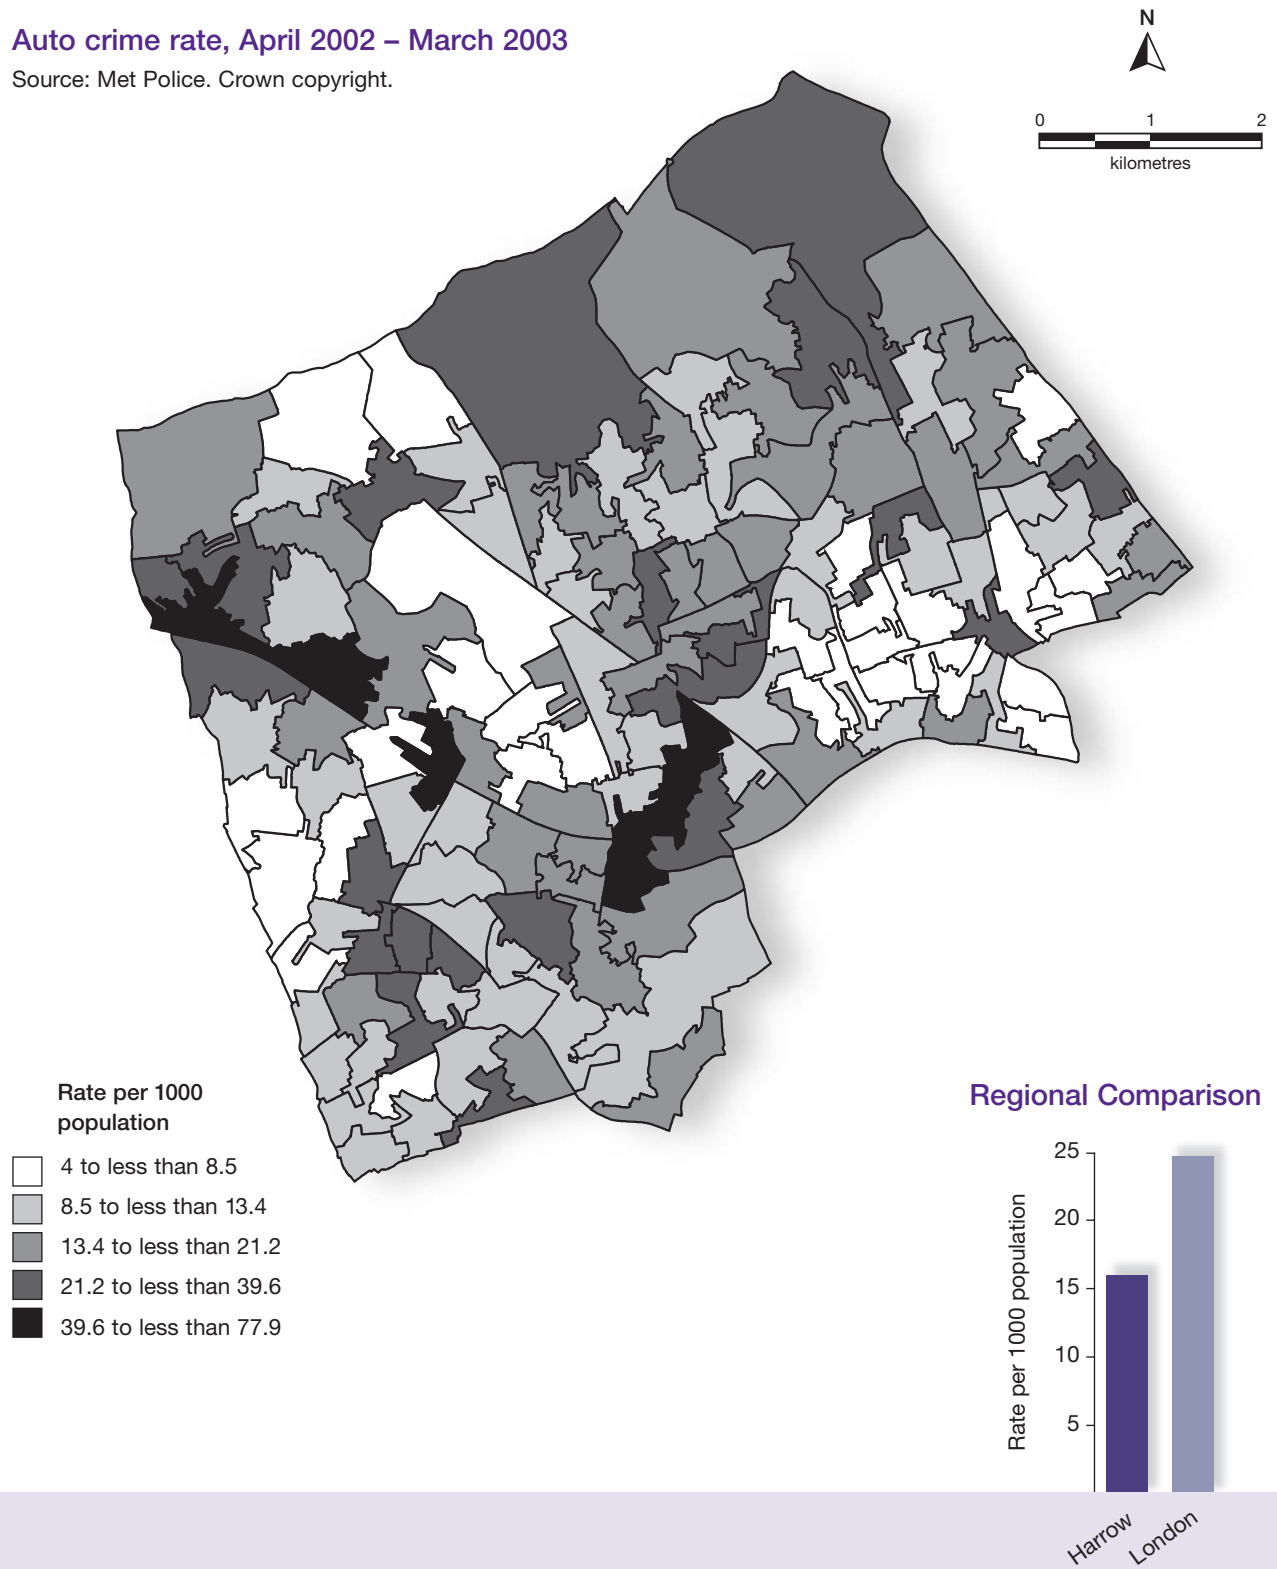 Auto crime rate, April 2002 – March 2003
Source: Met Police. Crown copyright.
N
0 1 2
kilometres
Rate per 1000
population
4 to less than 8.5
8.5 to less than 13.4
13.4 to less than 21.2
21.2 to less than 39.6
39.6 to less than 77.9
Regional Comparison
Rate per 1000 population
25
20
15
10
5
Harrow
London